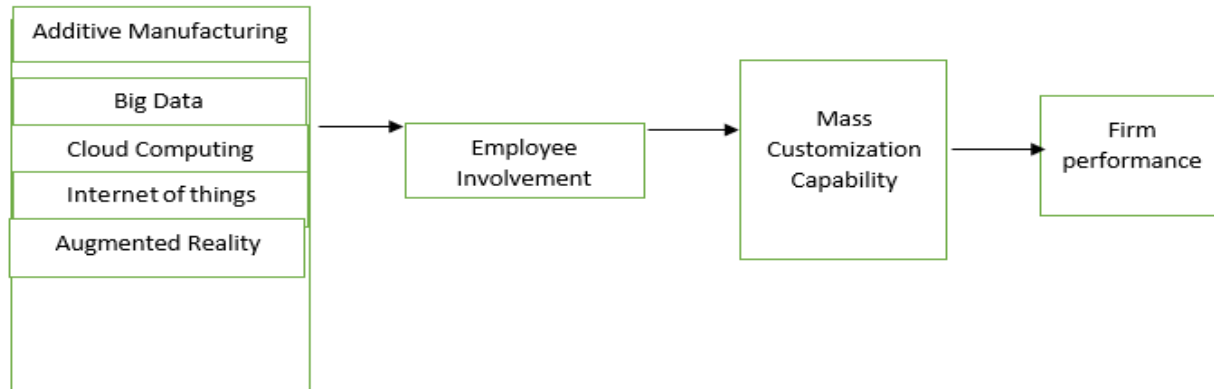 Additive Manufacturing
Big Data
Cloud Computing
Internet of things
Augmented Reality
Employee
Involvement
Mass
Customization
Capability
Firm
performance